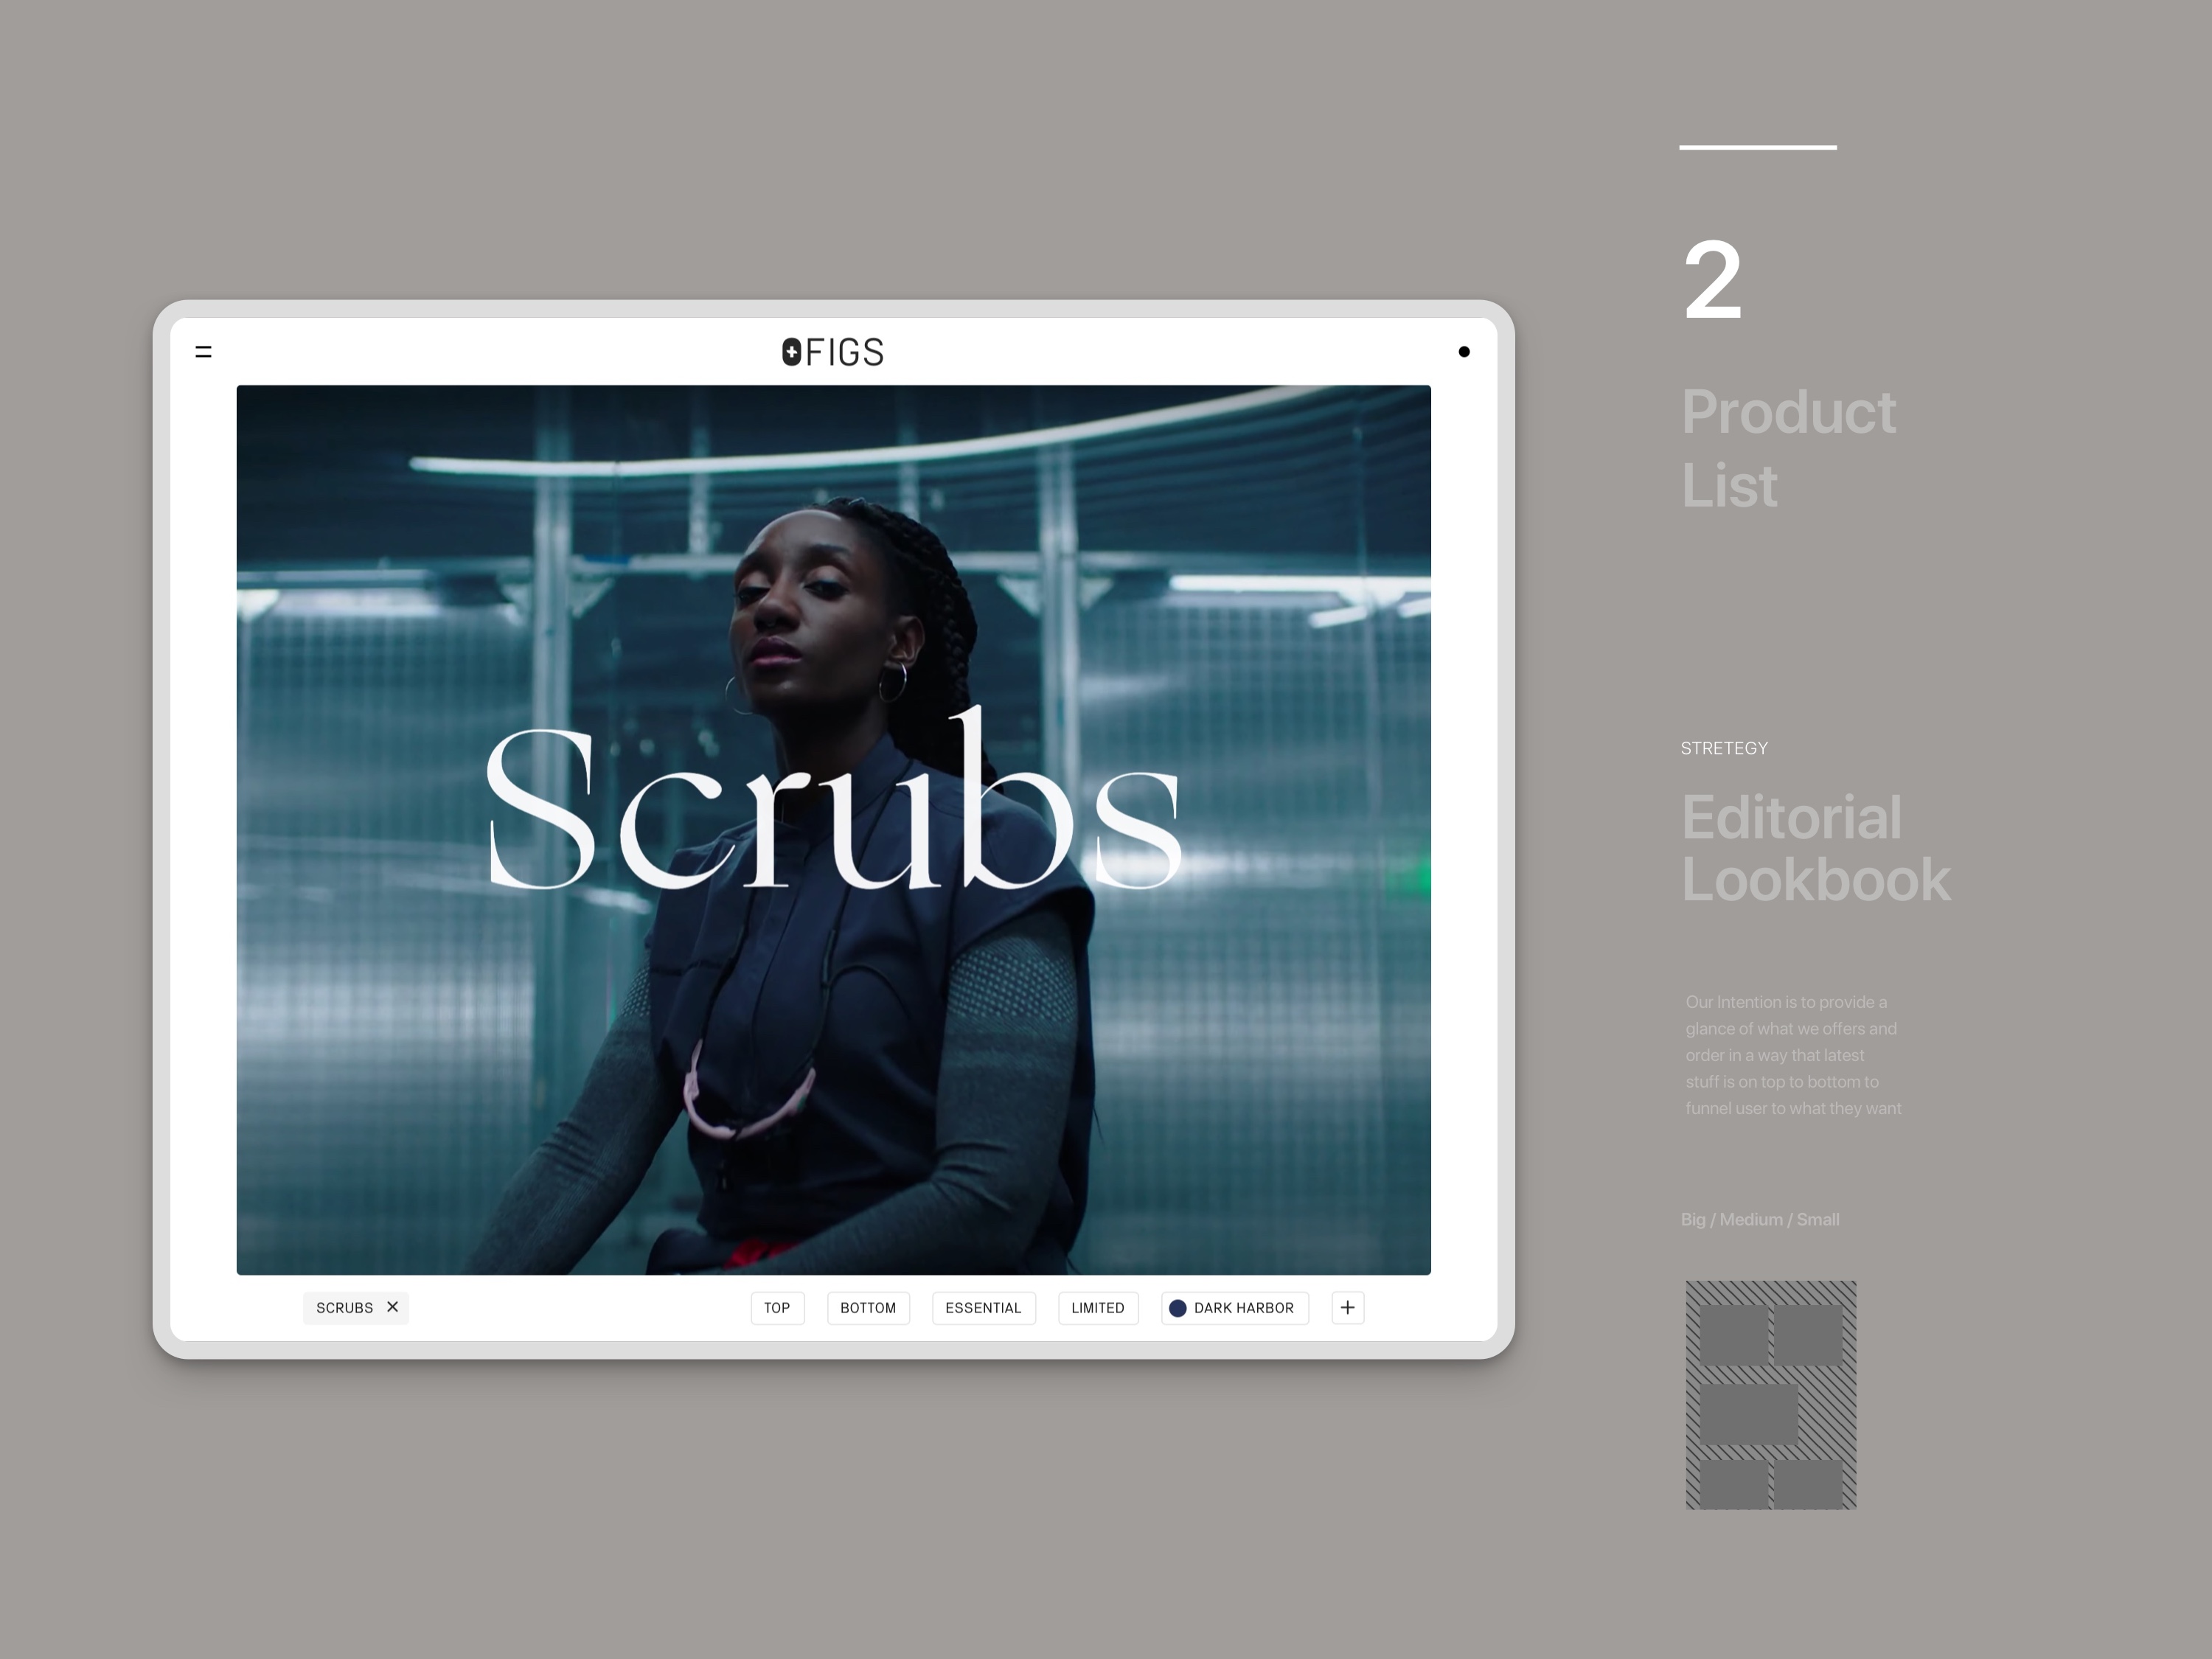 FIGS
Scrubs
SCRUBS
TOP
BOTTOM
ESSENTIAL
LIMITED
DARK HARBOR
2
Product
List
STRETEGY
Editorial
Lookbook
Our Intention is to provide a
glance of what we offers and
order in a way that latest
stuff is on top to bottom to
funnel user to what they want
Big / Medium / Small